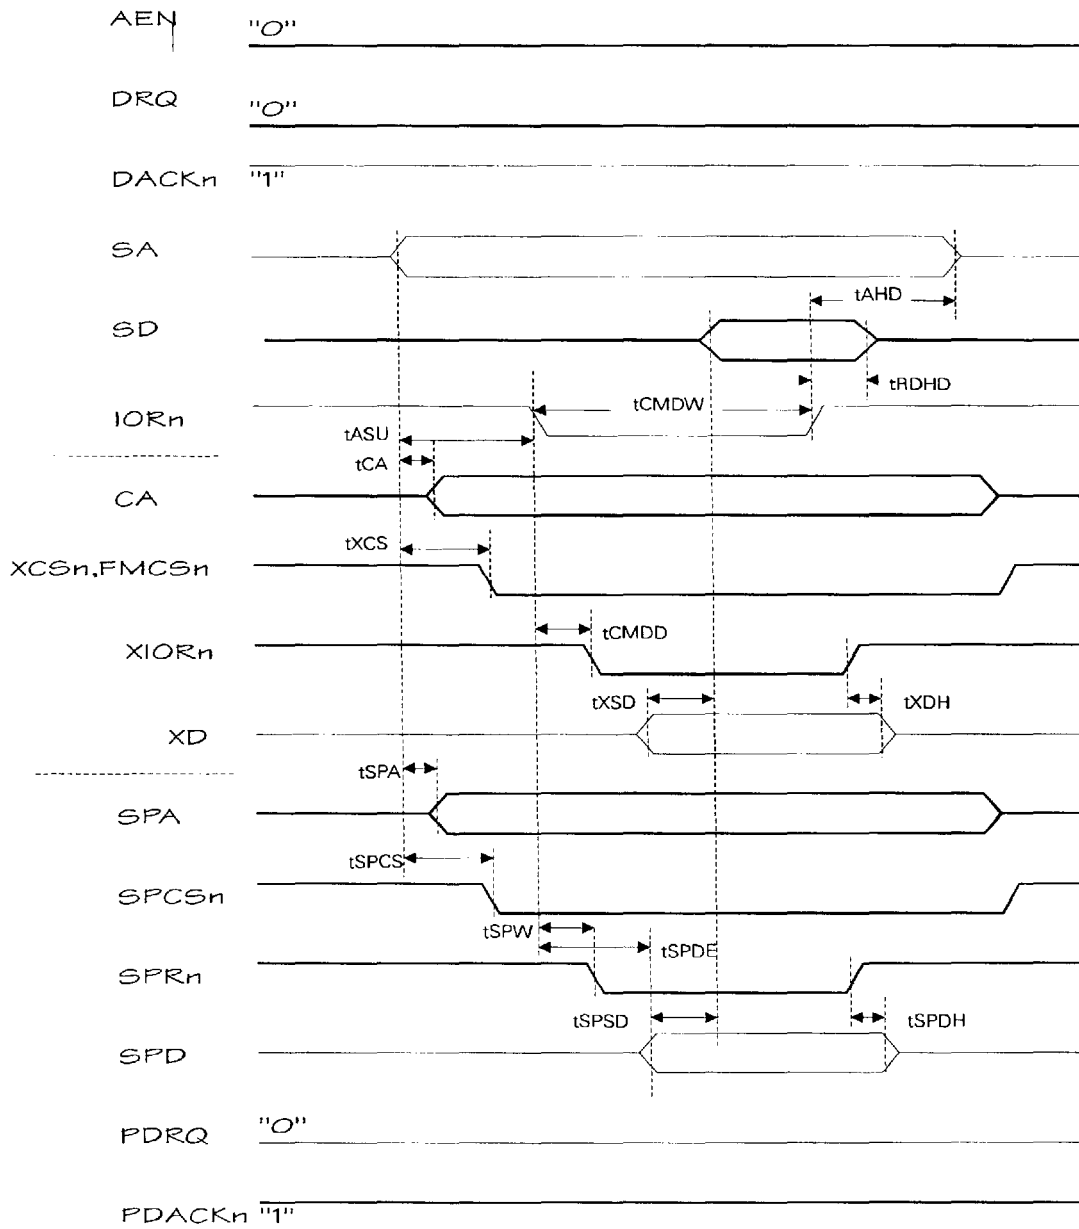 AEN "0"
DRQ "0"
DACKn "1"
SA
tAHD
SD
tRDHD
tCMDW
IORn
tASU
tCA
CA
tXCS
XCSn,FMCSn
tCMDD
XIORn
tXSD tXDH
XD
tSPA
SPA
tSPCS
SPCSn
tSPW
tSPDE
SPRn
tSPSD tSPDH
SPD
PDRQ "0"
PDACKn "1"